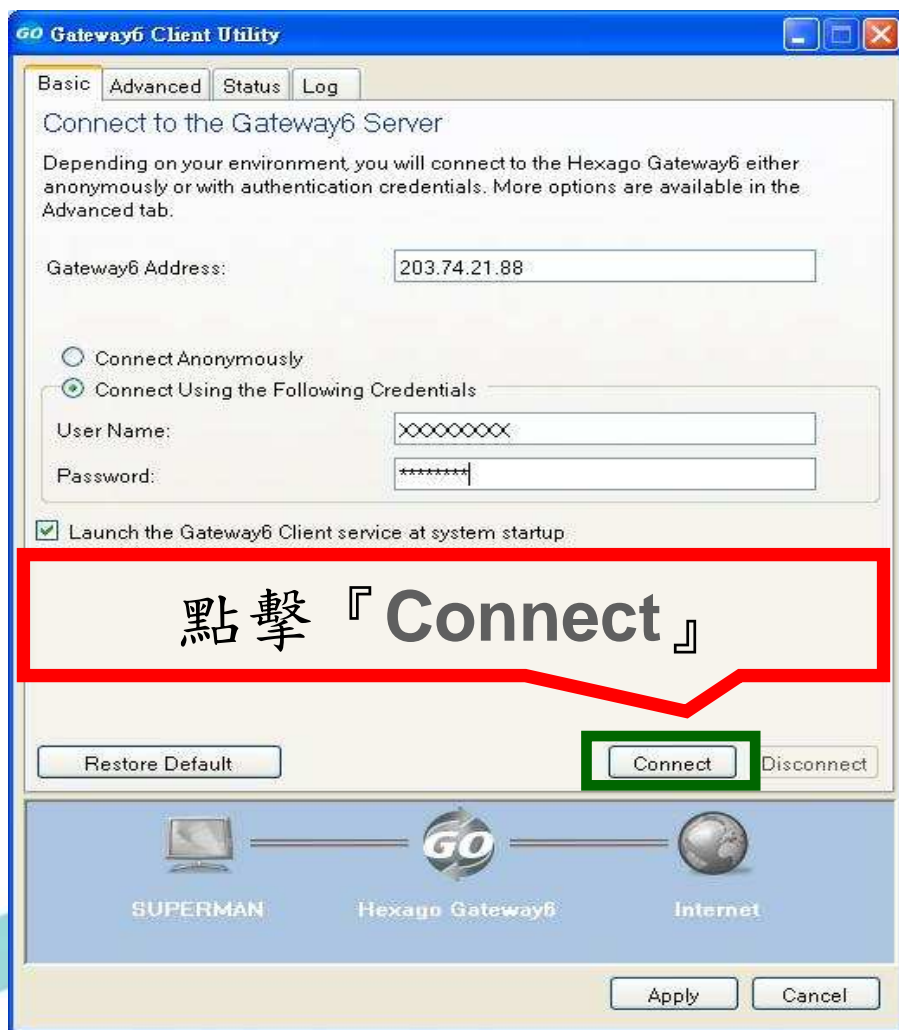 GO Gateway6 Client Utility
Basic Advanced Status Log
Connect to the Gateway6 Server
Depending on your environment, you will connect to the Hexago Gateway6 either
anonymously or with authentication credentials. More options are available in the
Advanced tab.
Gateway6 Address: 203.74.21.88
Connect Anonymously
Connect Using the Following Credentials
User Name: XXXXXXXXX
Password: ********
Launch the Gateway6 Client service at system startup
點擊『Connect』
Restore Default Connect Disconnect
GO
SUPERMAN Hexago Gateway6 Internet
Apply Cancel